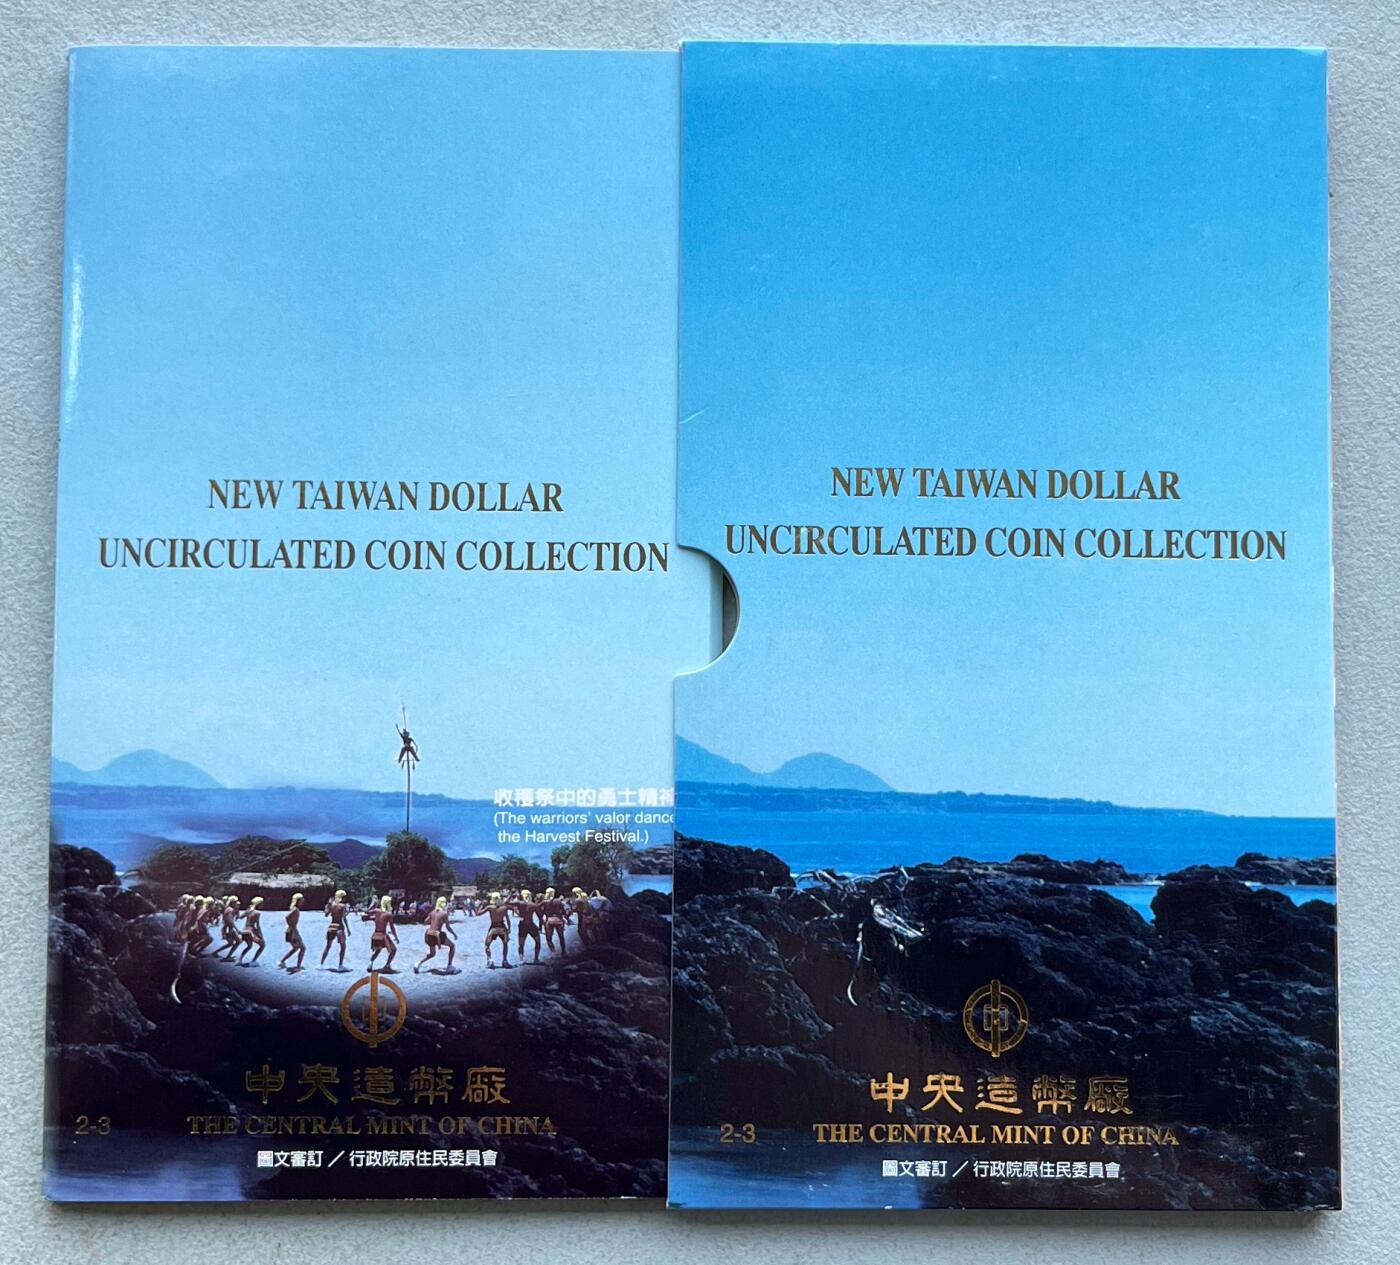 NEW TAIWAN DOLLAR
UNCIRCULATED COIN COLLECTION
收穫祭中的勇士精神
(The warriors' valor dance
the Harvest Festival.)
中央造幣廠
2-3
THE CENTRAL MINT OF CHINA
圖文審訂／行政院原住民委員會
NEW TAIWAN DOLLAR
UNCIRCULATED COIN COLLECTION
中央造幣廠
2-3
THE CENTRAL MINT OF CHINA
圖文審訂／行政院原住民委員會